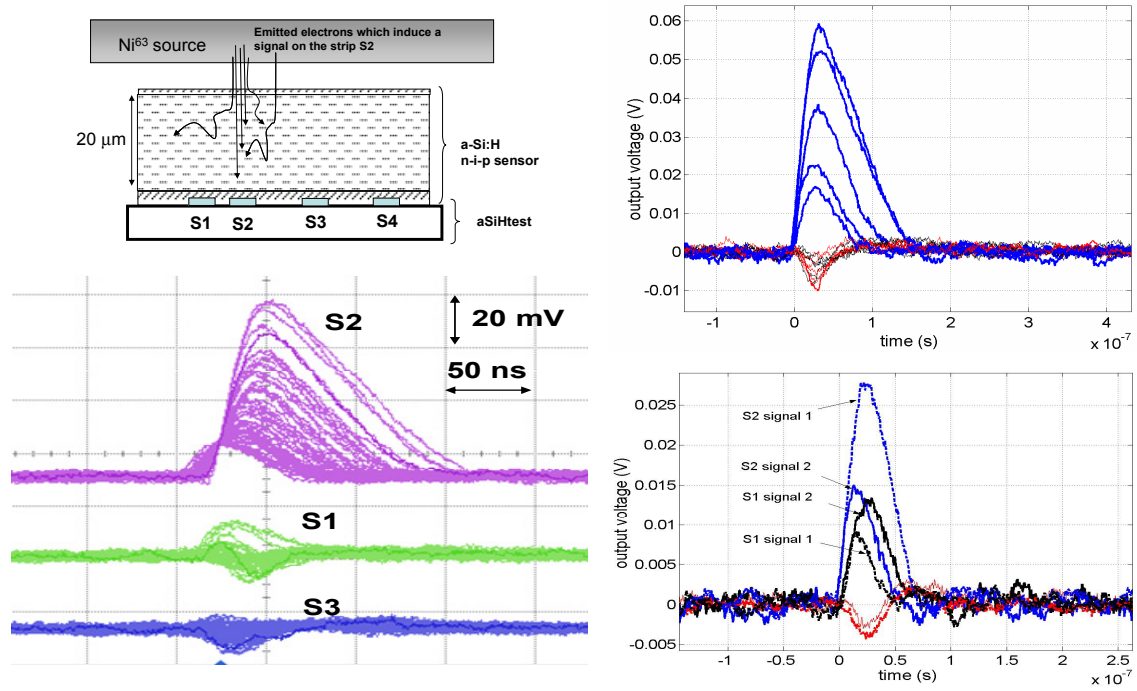 Ni63 source
Emitted electrons which induce a
signal on the strip S2
20 μm
a-Si:H
n-i-p sensor
S1 S2 S3 S4
aSiHtest
output voltage (V)
0.06
0.05
0.04
0.03
0.02
0.01
0
-0.01
-1 0 1 2 3 4
time (s)
x 10-7
S2
20 mV
50 ns
S1
S3
output voltage (V)
0.025
0.02
0.015
0.01
0.005
0
-0.005
S2 signal 1
S2 signal 2
S1 signal 2
S1 signal 1
-1 -0.5 0 0.5 1 1.5 2 2.5
time (s)
x 10-7